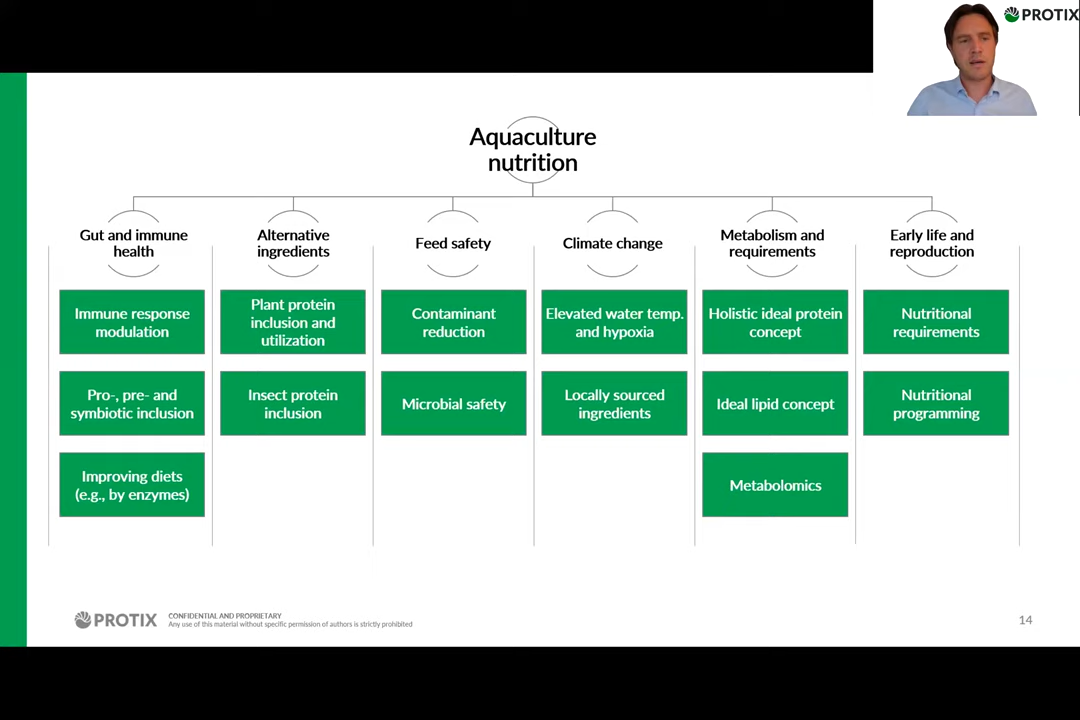 PROTIX
Aquaculture
nutrition
Gut and immune
health
Alternative
ingredients
Feed safety
Climate change
Metabolism and
requirements
Early life and
reproduction
Immune response
modulation
Plant protein
inclusion and
utilization
Contaminant
reduction
Elevated water temp.
and hypoxia
Holistic ideal protein
concept
Nutritional
requirements
Pro-, pre- and
symbiotic inclusion
Insect protein
inclusion
Microbial safety
Locally sourced
ingredients
Ideal lipid concept
Nutritional
programming
Improving diets
(e.g., by enzymes)
Metabolomics
PROTIX
CONFIDENTIAL AND PROPRIETARY
Any use of this material without specific permission of authors is strictly prohibited
14